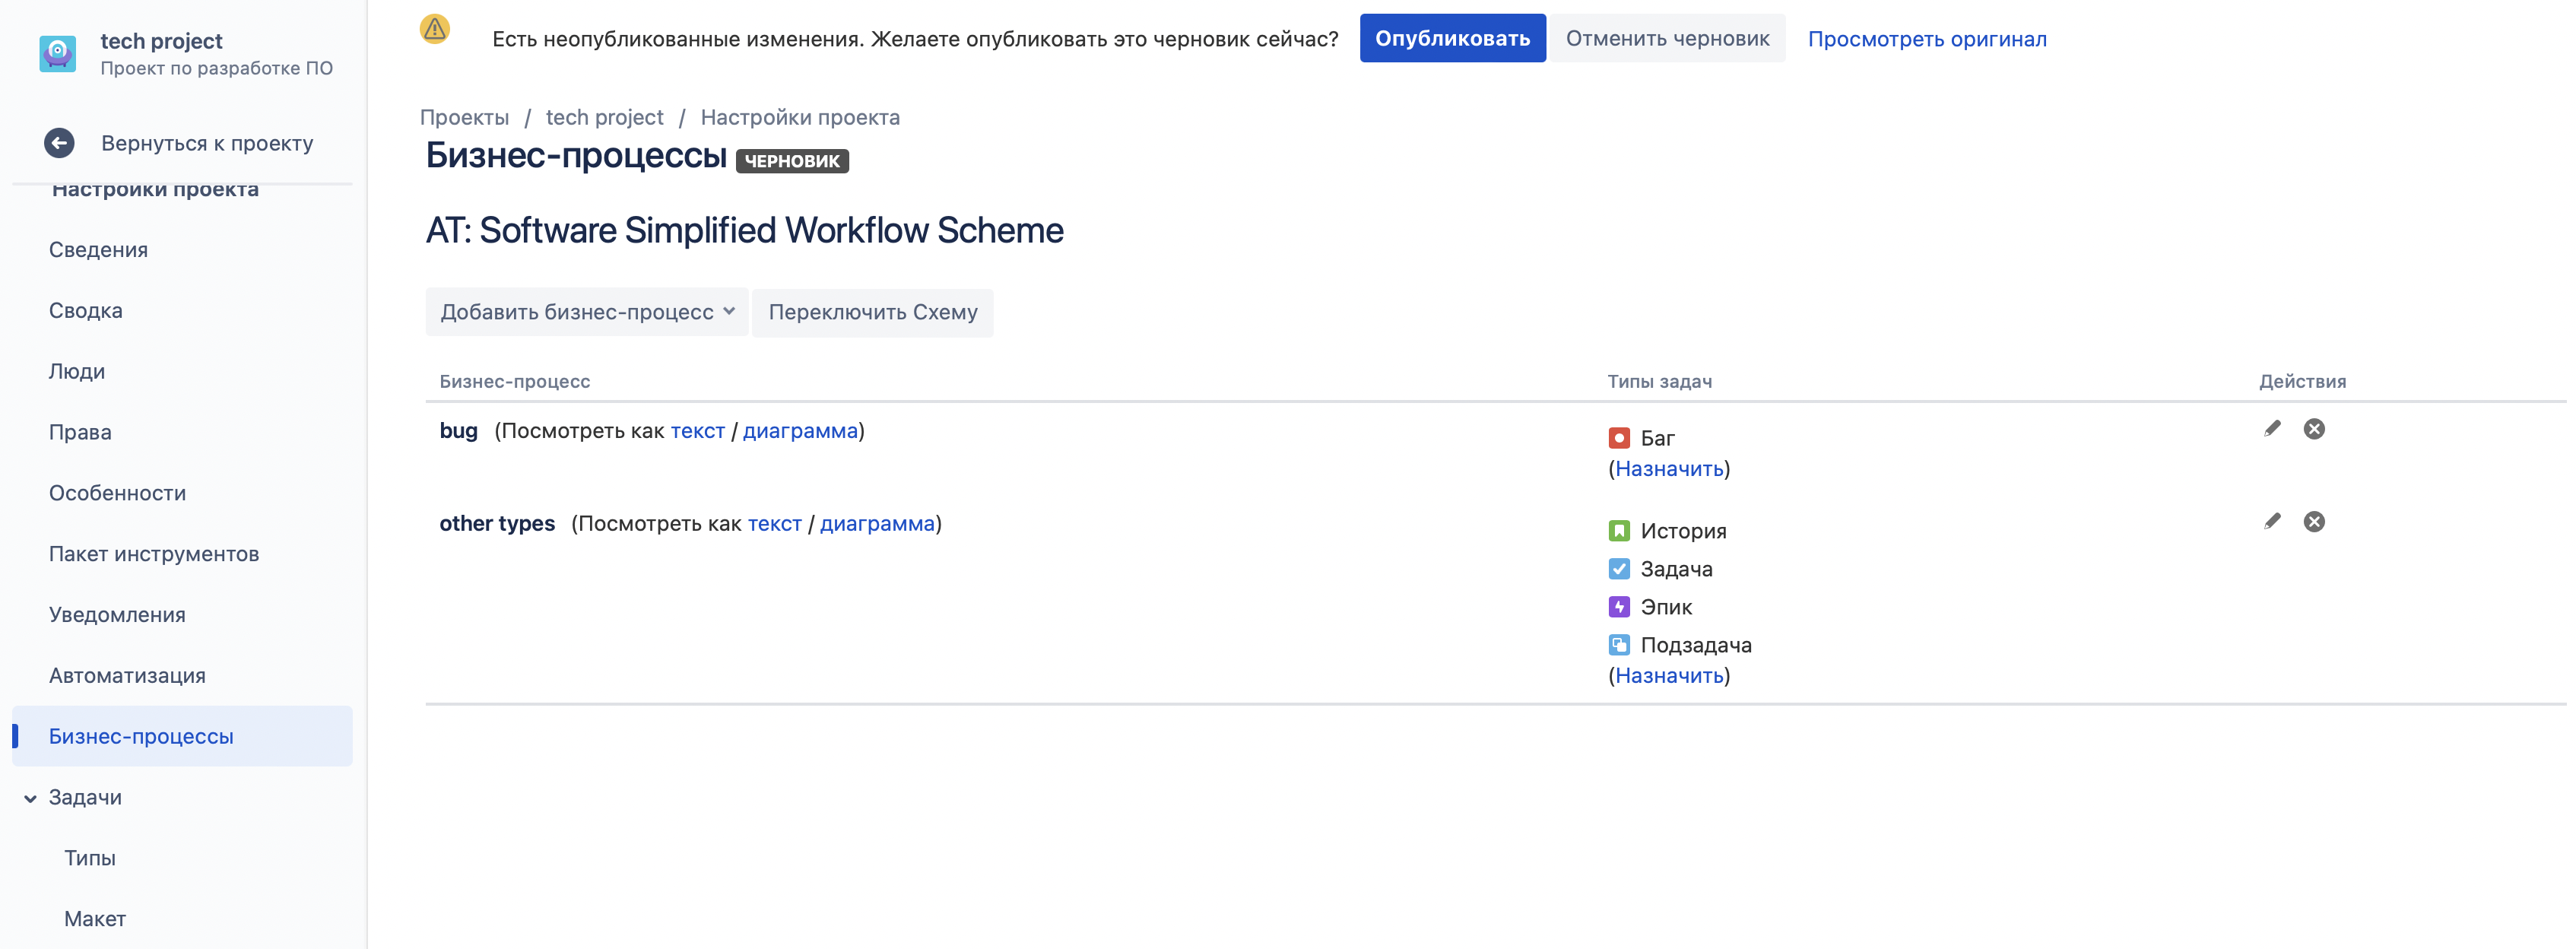 tech project
Проект по разработке ПО
Вернуться к проекту
Настройки проекта
Сведения
Сводка
Люди
Права
Особенности
Пакет инструментов
Уведомления
Автоматизация
Бизнес-процессы
Задачи
Типы
Макет
Есть неопубликованные изменения. Желаете опубликовать это черновик сейчас? Опубликовать Отменить черновик Просмотреть оригинал
Проекты / tech project / Настройки проекта
Бизнес-процессы ЧЕРНОВИК
AT: Software Simplified Workflow Scheme
Добавить бизнес-процесс Переключить Схему
Бизнес-процесс Типы задач Действия
bug (Посмотреть как текст / диаграмма) Баг
(Назначить)
other types (Посмотреть как текст / диаграмма) История
Задача
Эпик
Подзадача
(Назначить)